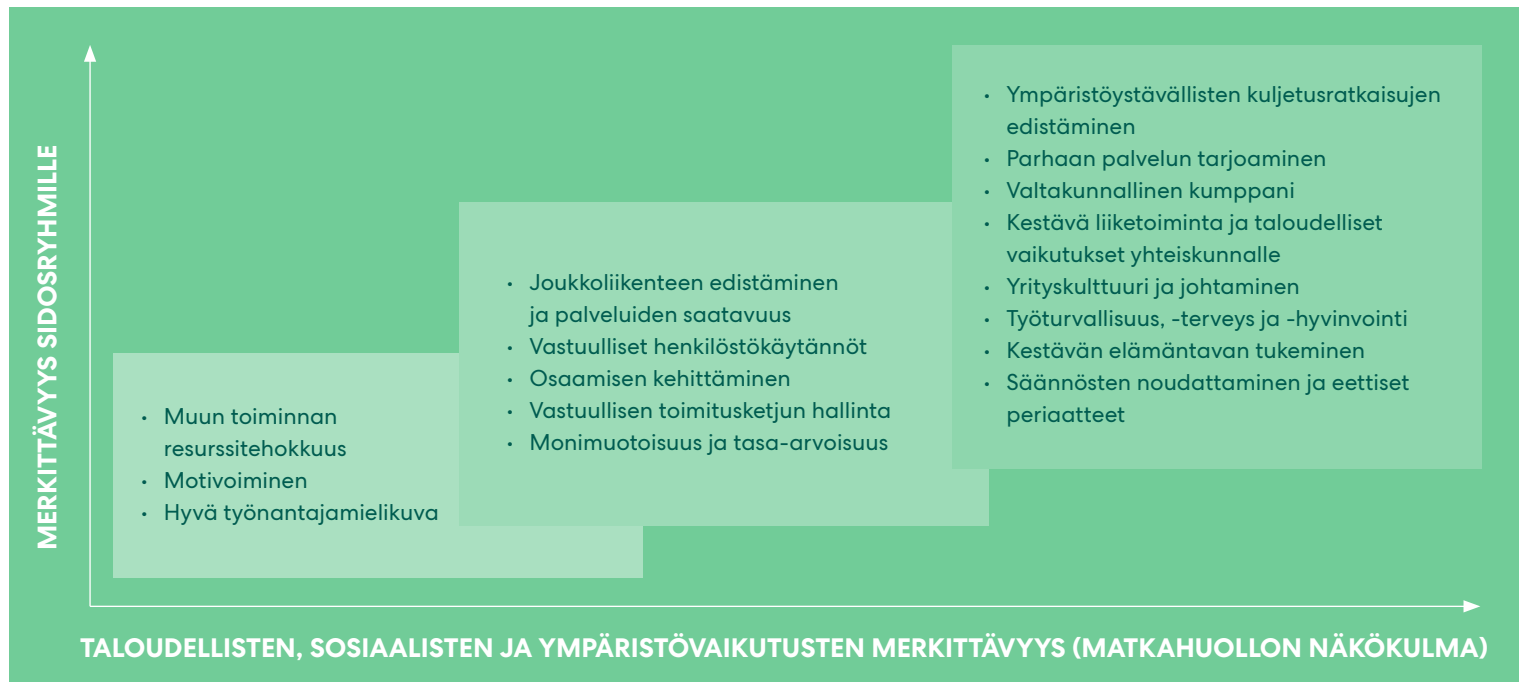 MERKITTÄVYYS SIDOSRYHMILLE
• Muun toiminnan
resurssitehokkuus
• Motivoiminen
• Hyvä työnantajamielikuva
• Joukkoliikenteen edistäminen
ja palveluiden saatavuus
• Vastuulliset henkilöstökäytännöt
• Osaamisen kehittäminen
• Vastuullisen toimitusketjun hallinta
• Monimuotoisuus ja tasa-arvoisuus
• Ympäristöystävällisten kuljetusratkaisujen
edistäminen
• Parhaan palvelun tarjoaminen
• Valtakunnallinen kumppani
• Kestävä liiketoiminta ja taloudelliset
vaikutukset yhteiskunnalle
• Yrityskulttuuri ja johtaminen
• Työturvallisuus, -terveys ja -hyvinvointi
• Kestävän elämäntavan tukeminen
• Säännösten noudattaminen ja eettiset
periaatteet
TALOUDELLISTEN, SOSIAALISTEN JA YMPÄRISTÖVAIKUTUSTEN MERKITTÄVYYS (MATKAHUOLLON NÄKÖKULMA)